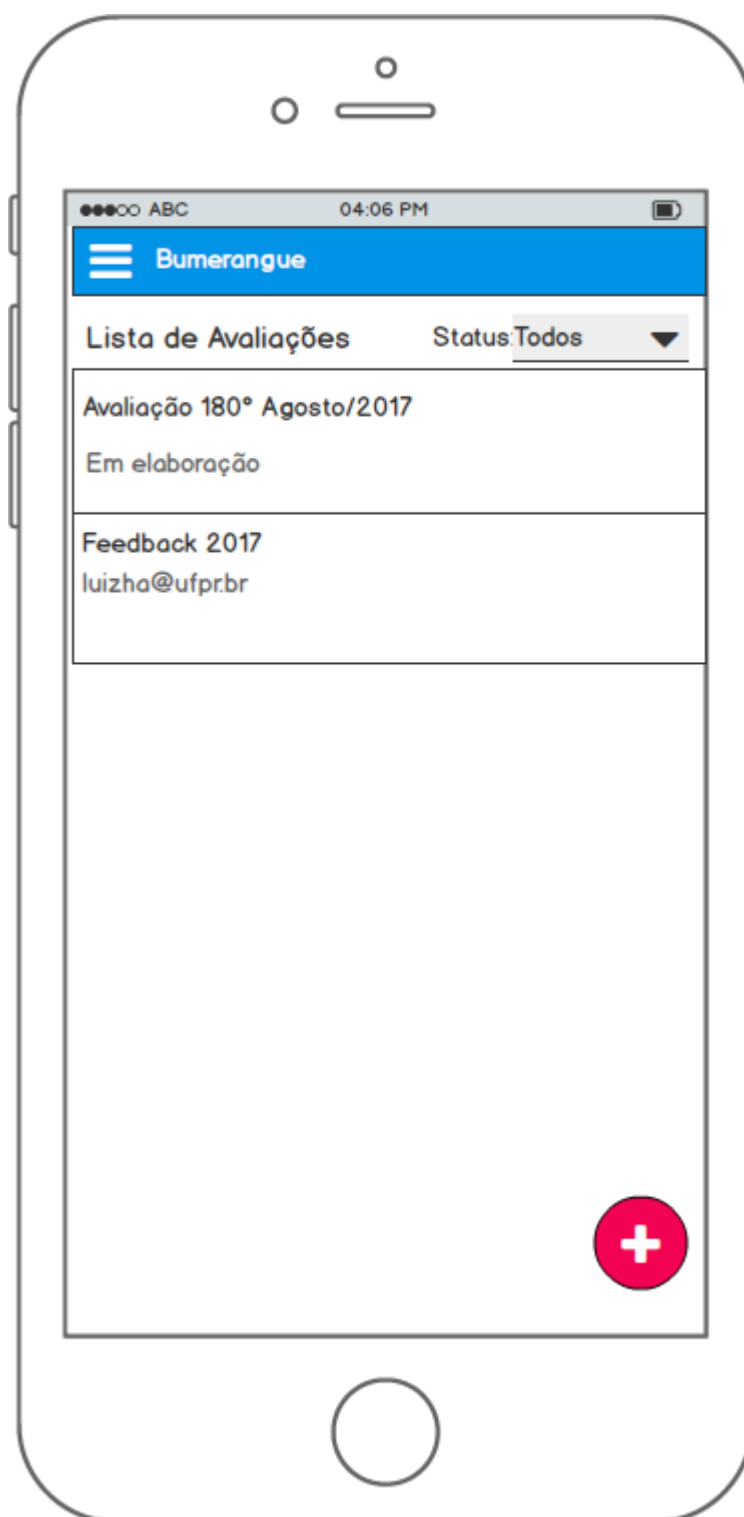 ABC 04:06 PM
Bumerangue
Lista de Avaliações Status:Todos
Avaliação 180° Agosto/2017
Em elaboração
Feedback 2017
luizha@ufpr.br